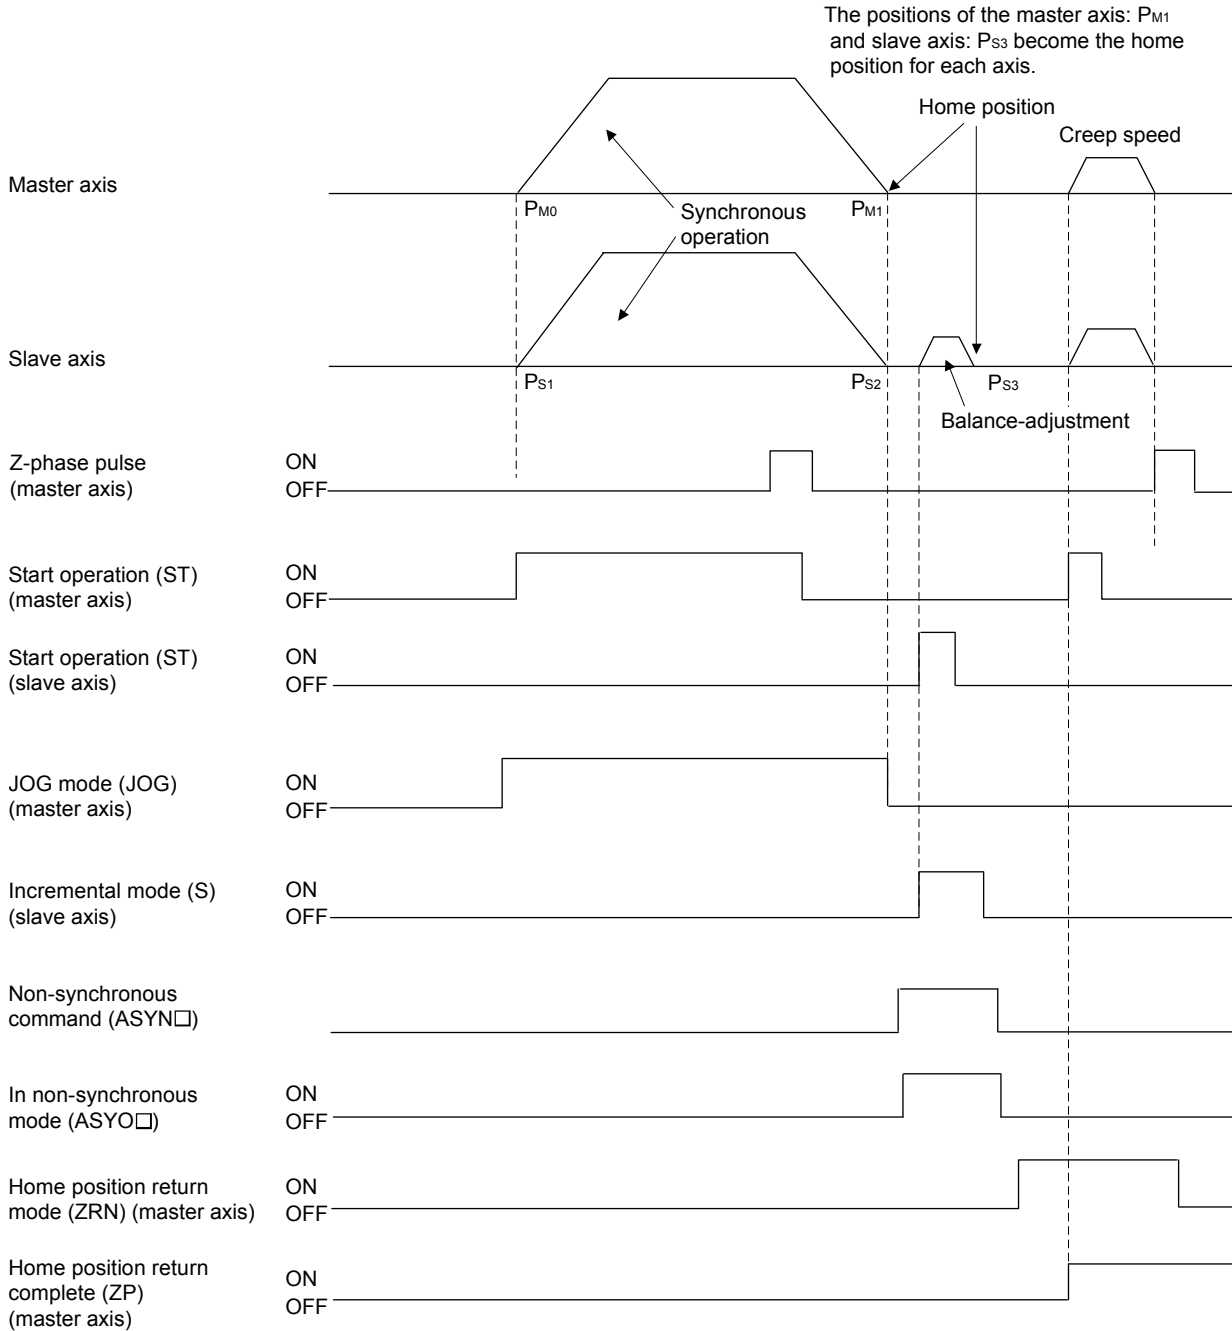 The positions of the master axis: PM1
and slave axis: PS3 become the home
position for each axis.
Home position
Creep speed
Master axis
PM0
Synchronous
operation
PM1
Slave axis
PS1
PS2
PS3
Balance-adjustment
Z-phase pulse
(master axis)
ON
OFF
Start operation (ST)
(master axis)
ON
OFF
Start operation (ST)
(slave axis)
ON
OFF
JOG mode (JOG)
(master axis)
ON
OFF
Incremental mode (S)
(slave axis)
ON
OFF
Non-synchronous
command (ASYN□)
In non-synchronous
mode (ASYO□)
ON
OFF
Home position return
mode (ZRN) (master axis)
ON
OFF
Home position return
complete (ZP)
(master axis)
ON
OFF